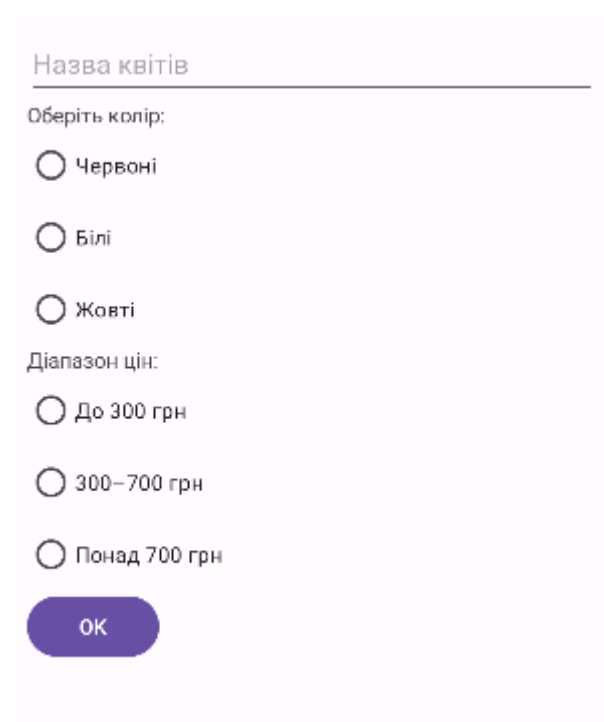 Назва квітів
Оберіть колір:
Червоні
Білі
Жовті
Діапазон цін:
До 300 грн
300–700 грн
Понад 700 грн
OK